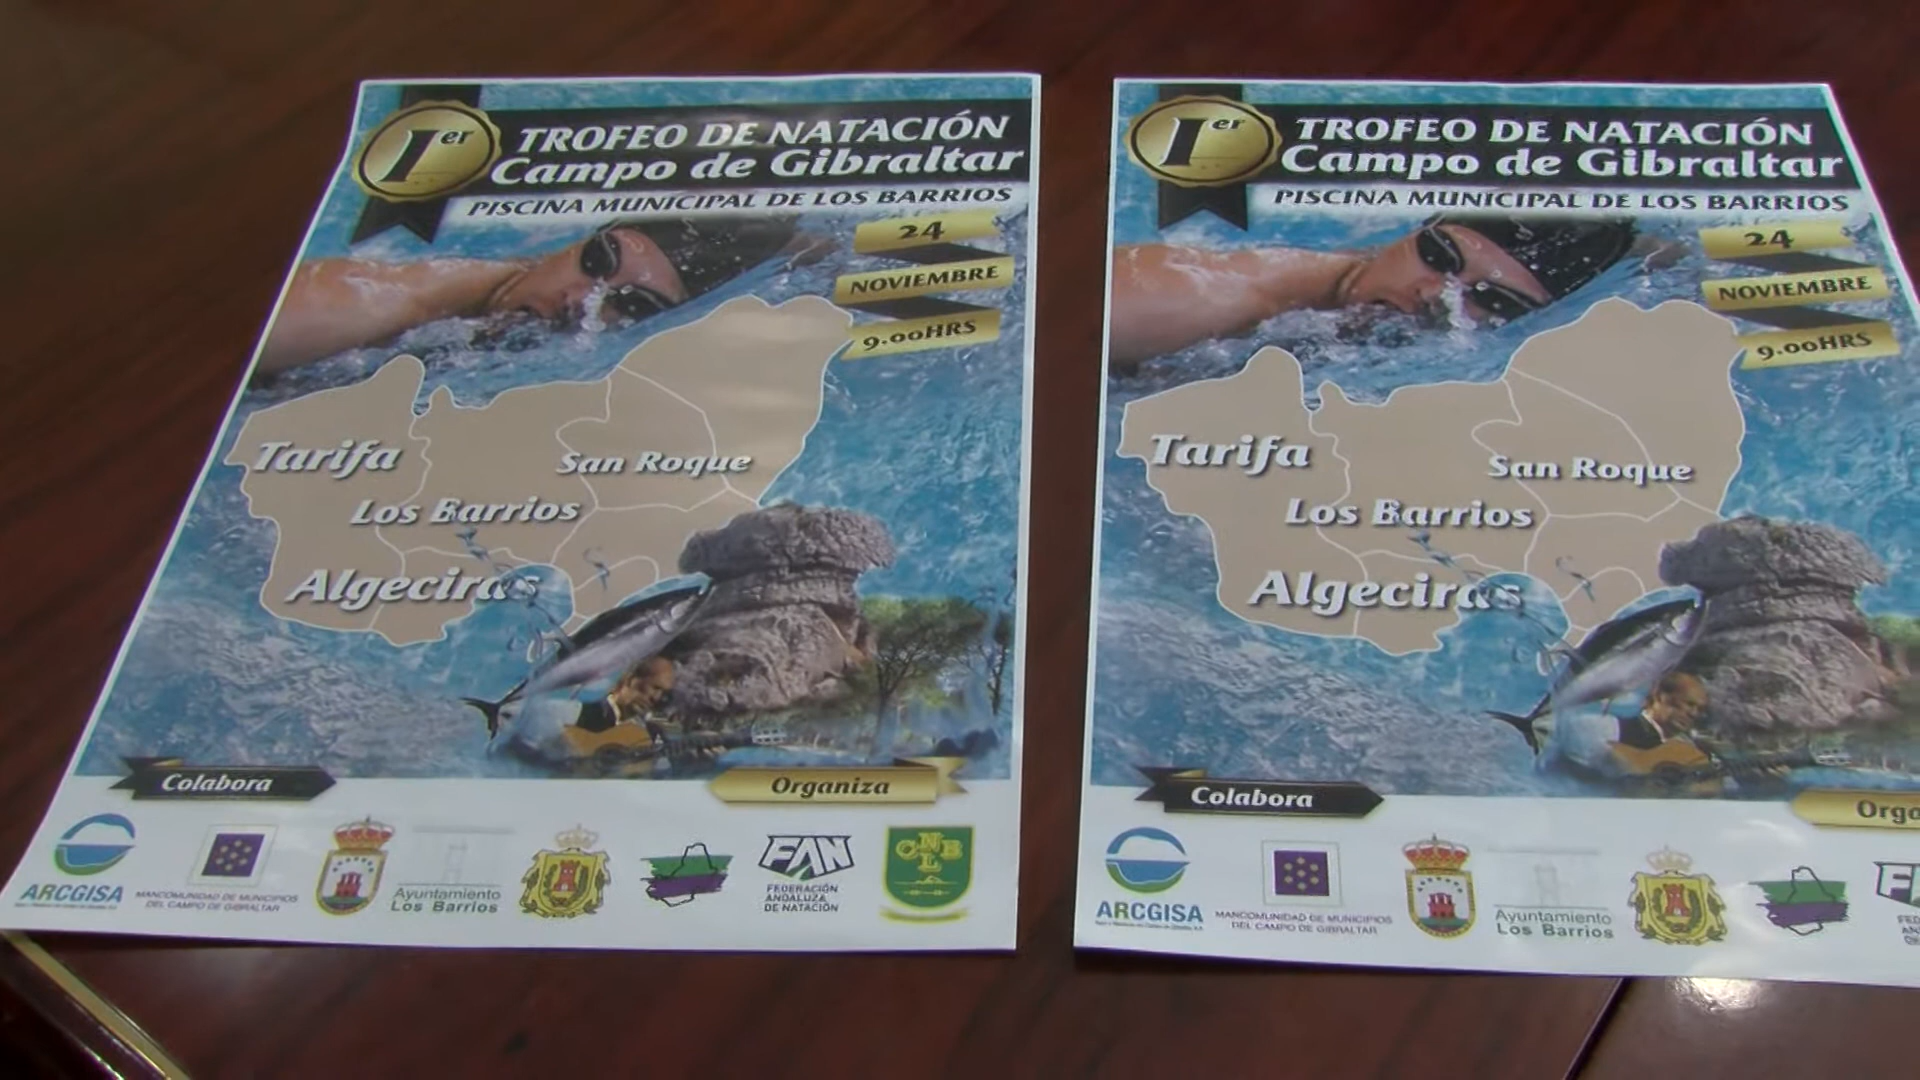 1er
TROFEO DE NATACIÓN
Campo de Gibraltar
PISCINA MUNICIPAL DE LOS BARRIOS
24
NOVIEMBRE
9.00HRS
Tarifa
San Roque
Los Barrios
Algeciras
Colabora
Organiza
ARCGISA
MANCOMUNIDAD DE MUNICIPIOS
DEL CAMPO DE GIBRALTAR
Ayuntamiento
Los Barrios
FAN
FEDERACIÓN
ANDALUZA
DE NATACIÓN
CNLB
1er
TROFEO DE NATACIÓN
Campo de Gibraltar
PISCINA MUNICIPAL DE LOS BARRIOS
24
NOVIEMBRE
9.00HRS
Tarifa
San Roque
Los Barrios
Algeciras
Colabora
Orga
ARCGISA
MANCOMUNIDAD DE MUNICIPIOS
DEL CAMPO DE GIBRALTAR
Ayuntamiento
Los Barrios